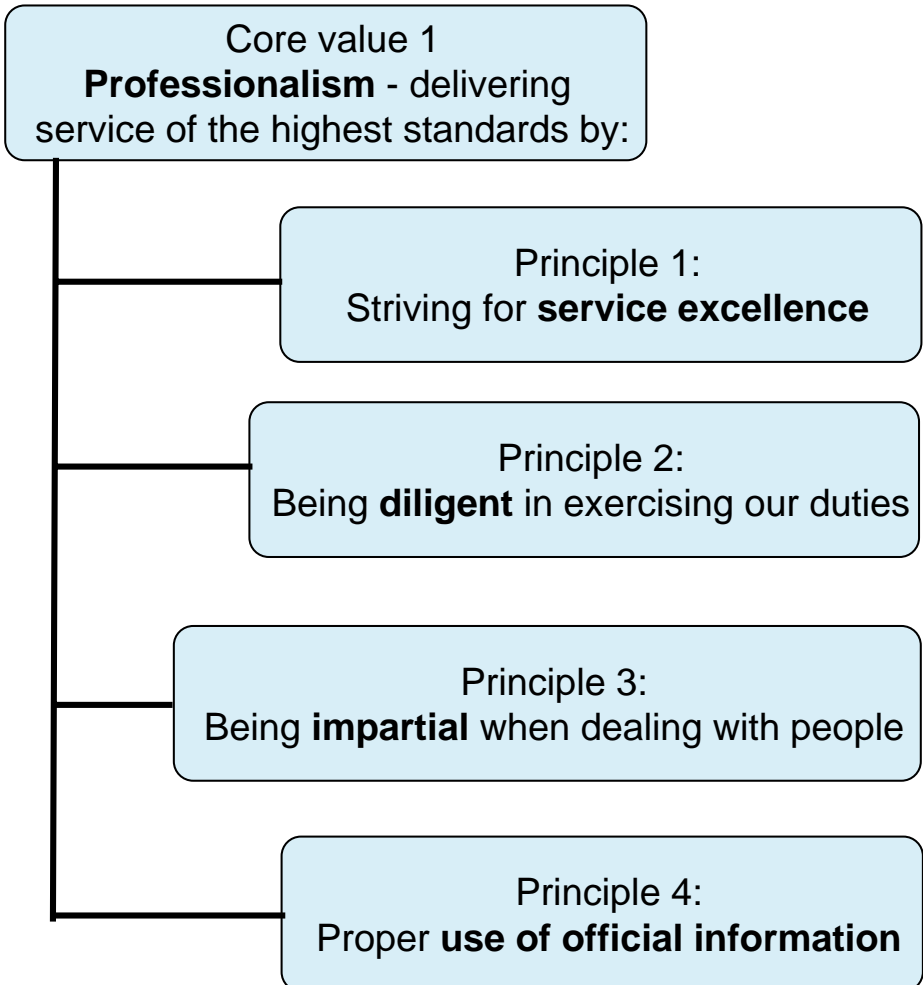 Core value 1
Professionalism - delivering
service of the highest standards by:
Principle 1:
Striving for service excellence
Principle 2:
Being diligent in exercising our duties
Principle 3:
Being impartial when dealing with people
Principle 4:
Proper use of official information